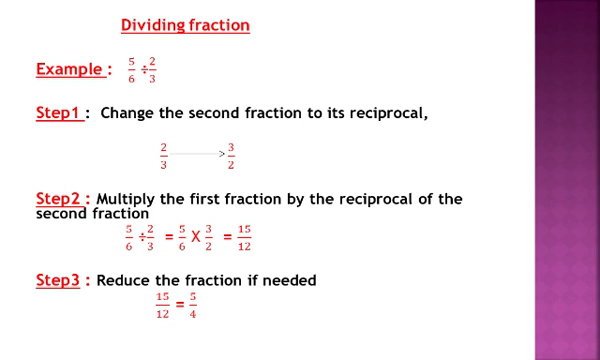 Dividing fraction
Example : 5/6 ÷ 2/3
Step1 : Change the second fraction to its reciprocal,
2/3 ———> 3/2
Step2 : Multiply the first fraction by the reciprocal of the
second fraction
5/6 ÷ 2/3 = 5/6 X 3/2 = 15/12
Step3 : Reduce the fraction if needed
15/12 = 5/4